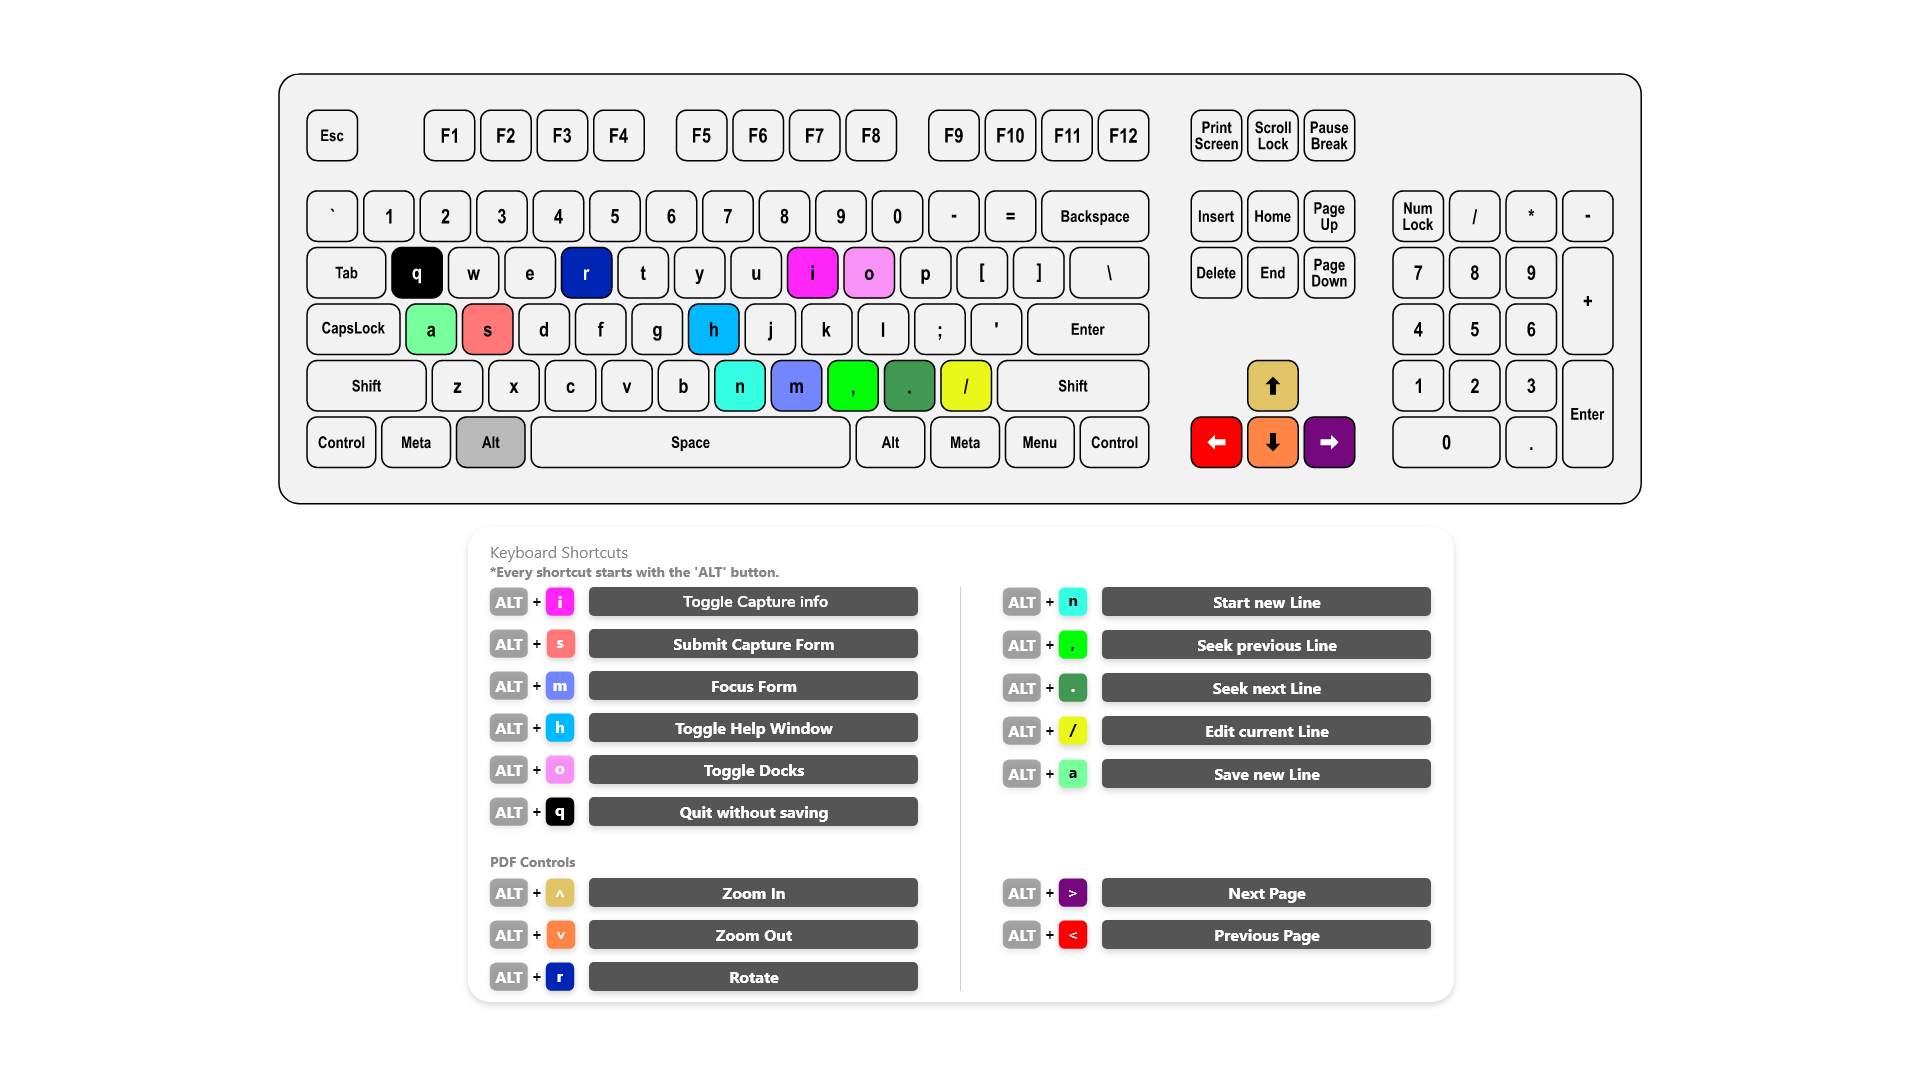 Esc F1 F2 F3 F4 F5 F6 F7 F8 F9 F10 F11 F12 Print Screen Scroll Lock Pause Break
` 1 2 3 4 5 6 7 8 9 0 - = Backspace Insert Home Page Up Num Lock / * -
Tab q w e r t y u i o p [ ] \ Delete End Page Down 7 8 9 +
CapsLock a s d f g h j k l ; ' Enter 4 5 6
Shift z x c v b n m , . / Shift ⬆ 1 2 3 Enter
Control Meta Alt Space Alt Meta Menu Control ⬅ ⬇ ➡ 0 .
Keyboard Shortcuts
*Every shortcut starts with the 'ALT' button.
ALT + i Toggle Capture info
ALT + s Submit Capture Form
ALT + m Focus Form
ALT + h Toggle Help Window
ALT + o Toggle Docks
ALT + q Quit without saving
ALT + n Start new Line
ALT + , Seek previous Line
ALT + . Seek next Line
ALT + / Edit current Line
ALT + a Save new Line
PDF Controls
ALT + ^ Zoom In
ALT + v Zoom Out
ALT + r Rotate
ALT + > Next Page
ALT + < Previous Page